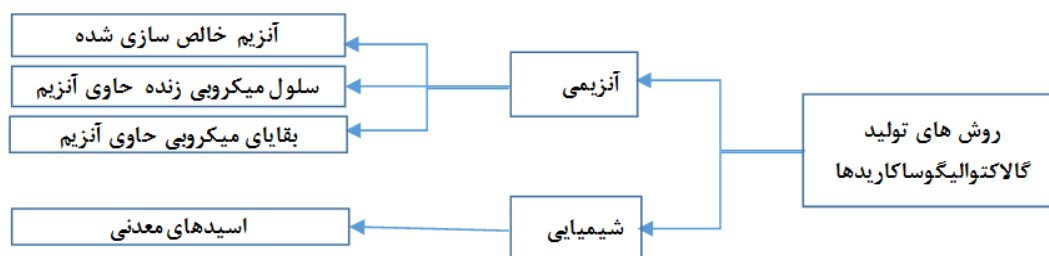 روش های تولید
گالاکتوالیگوساکاریدها
آنزیمی
آنزیم خالص سازی شده
سلول میکروبی زنده حاوی آنزیم
بقایای میکروبی حاوی آنزیم
شیمیایی
اسیدهای معدنی